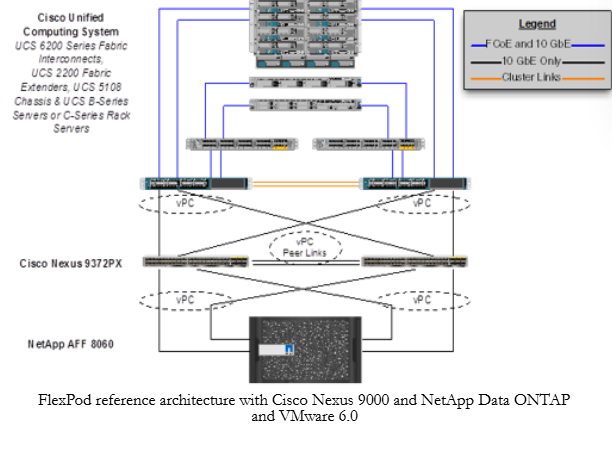 Cisco Unified
Computing System
UCS 6200 Series Fabric
Interconnects,
UCS 2200 Fabric
Extenders, UCS 5108
Chassis & UCS B-Series
Servers or C-Series Rack
Servers
Legend
FCoE and 10 GbE
10 GbE Only
Cluster Links
vPC
vPC
vPC
Peer Links
Cisco Nexus 9372PX
vPC
vPC
NetApp AFF 8060
FlexPod reference architecture with Cisco Nexus 9000 and NetApp Data ONTAP
and VMware 6.0